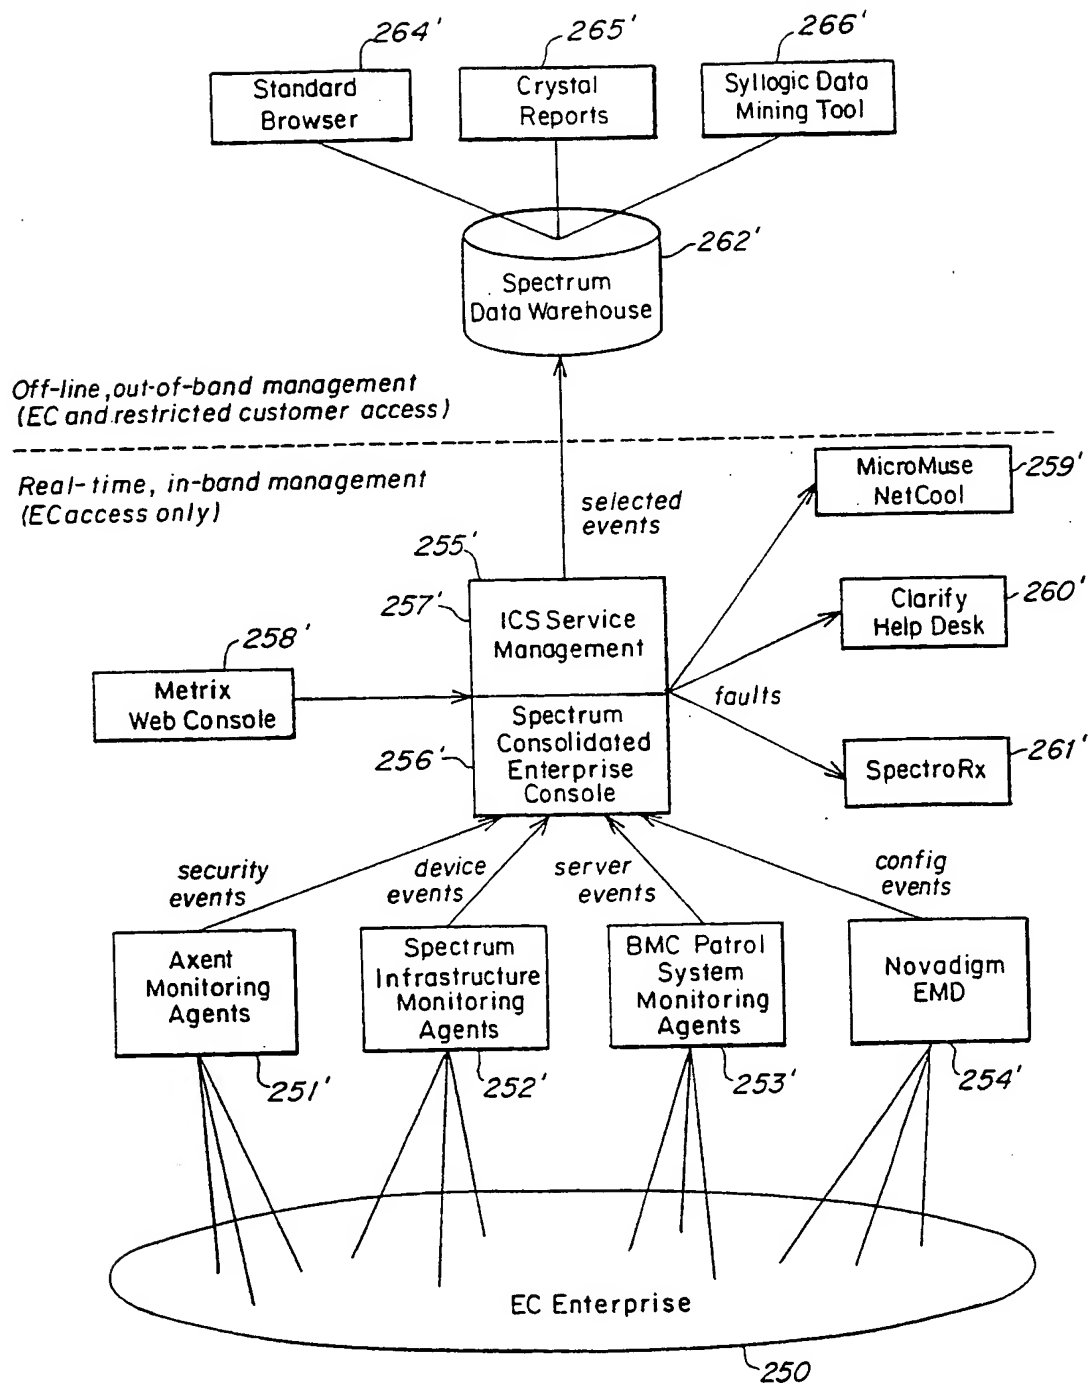 264'
265'
266'
Standard
Browser
Crystal
Reports
Syllogic Data
Mining Tool
262'
Spectrum
Data Warehouse
Off-line, out-of-band management
(EC and restricted customer access)
Real-time, in-band management
(EC access only)
selected
events
MicroMuse
NetCool
259'
255'
257'
ICS Service
Management
Clarify
Help Desk
260'
258'
Metrix
Web Console
faults
256'
Spectrum
Consolidated
Enterprise
Console
SpectroRx
261'
security
events
device
events
server
events
config
events
Axent
Monitoring
Agents
Spectrum
Infrastructure
Monitoring
Agents
BMC Patrol
System
Monitoring
Agents
Novadigm
EMD
251'
252'
253'
254'
EC Enterprise
250